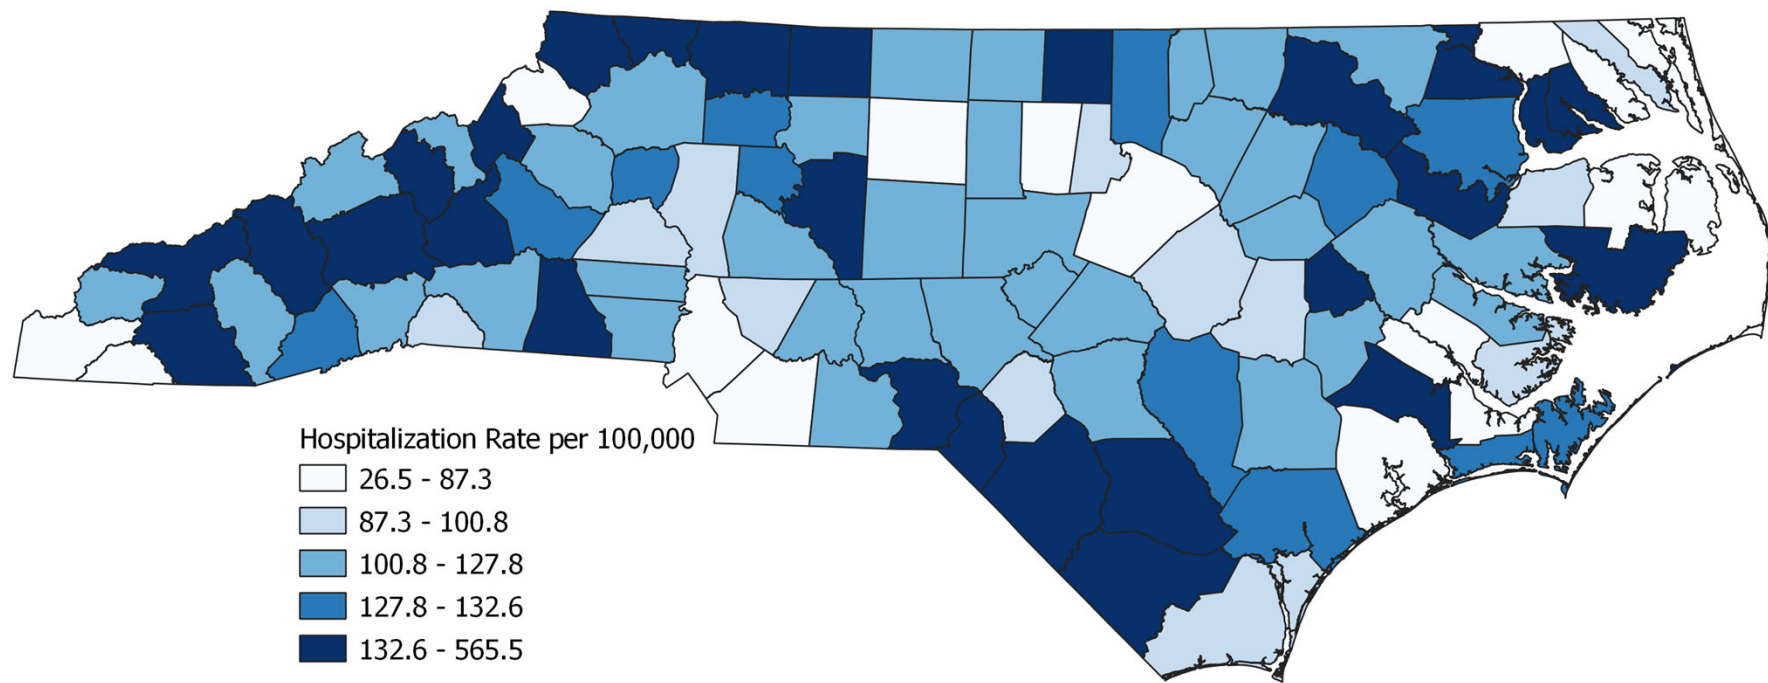 Hospitalization Rate per 100,000
26.5 - 87.3
87.3 - 100.8
100.8 - 127.8
127.8 - 132.6
132.6 - 565.5